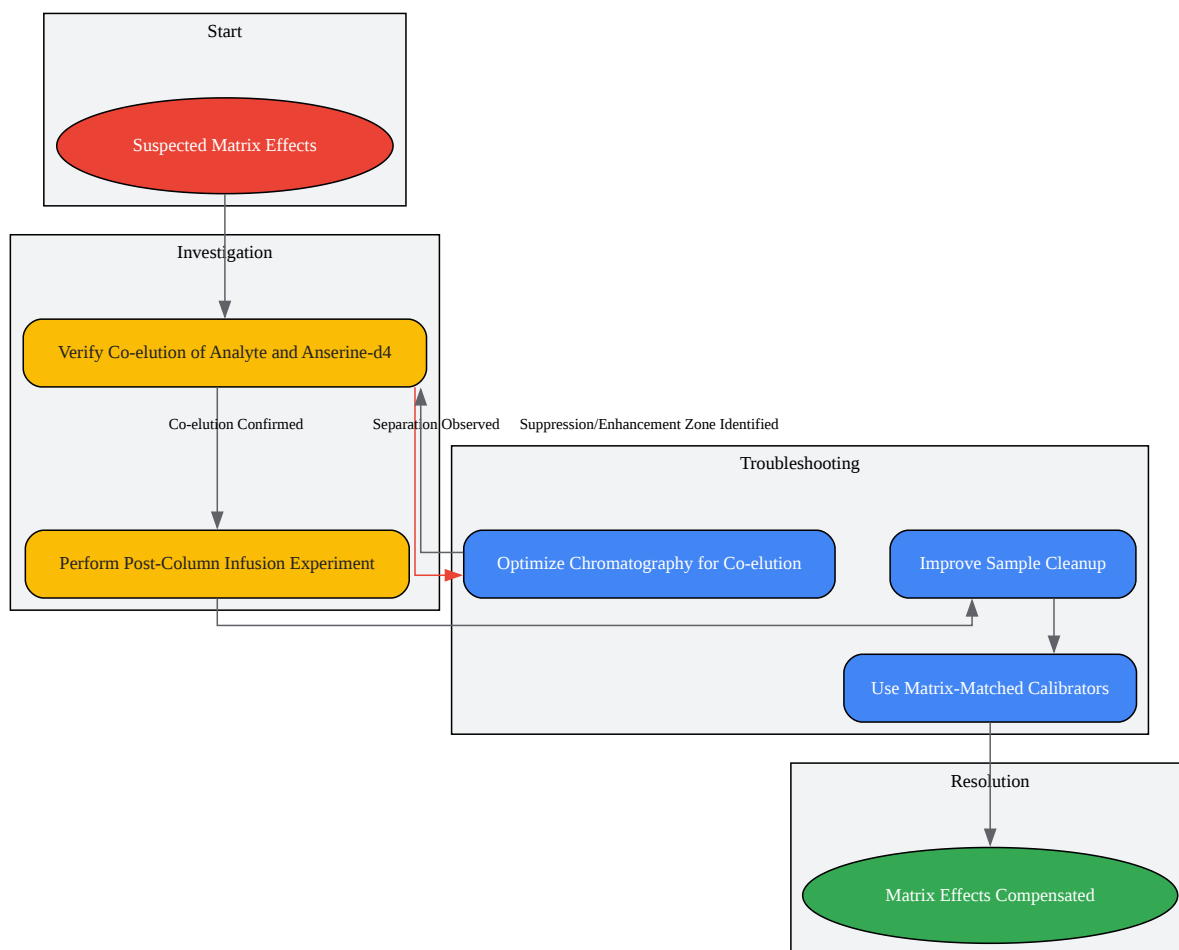 Start
Suspected Matrix Effects
Investigation
Verify Co-elution of Analyte and Anserine-d4
Co-elution Confirmed
Separation Observed
Suppression/Enhancement Zone Identified
Troubleshooting
Perform Post-Column Infusion Experiment
Optimize Chromatography for Co-elution
Improve Sample Cleanup
Use Matrix-Matched Calibrators
Resolution
Matrix Effects Compensated